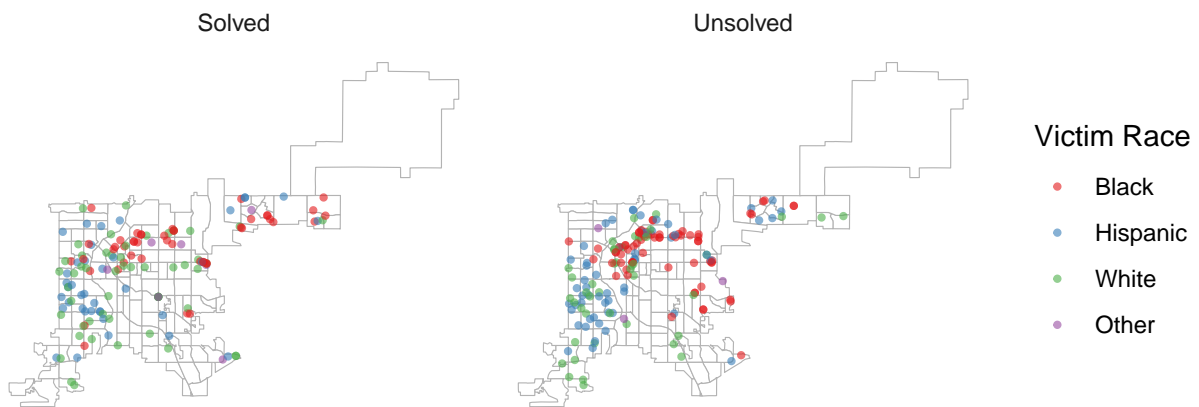 Solved
Unsolved
Victim Race
Black
Hispanic
White
Other